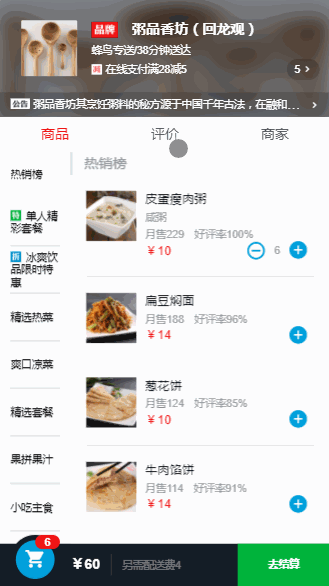 品牌 粥品香坊（回龙观）
蜂鸟专送/38分钟送达
减 在线支付满28减5
5 >
公告 粥品香坊其烹饪粥料的秘方源于中国千年古法，在融和... >
商品 评价 商家
热销榜
特 单人精
彩套餐
折 冰爽饮
品限时特
惠
精选热菜
爽口凉菜
精选套餐
果拼果汁
小吃主食
热销榜
皮蛋瘦肉粥
咸粥
月售229 好评率100%
¥ 10
6
扁豆焖面
月售188 好评率96%
¥ 14
葱花饼
月售124 好评率85%
¥ 10
牛肉馅饼
月售114 好评率91%
¥ 14
6
¥60
另需配送费4
去结算